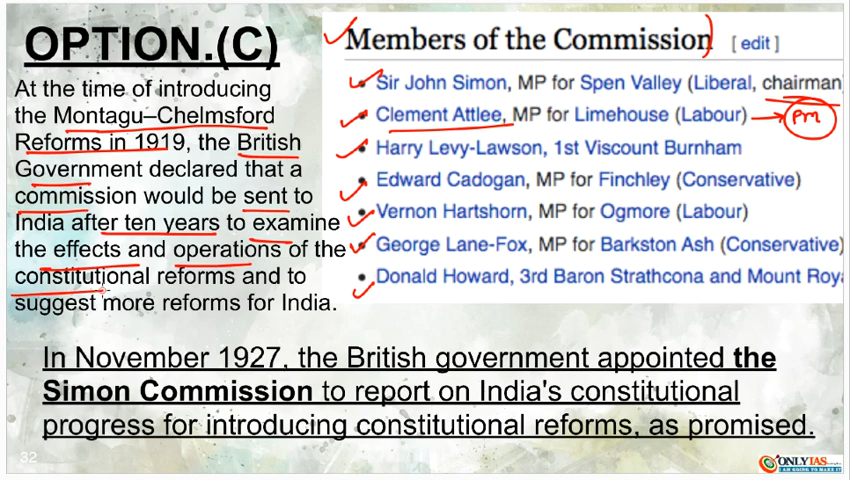 OPTION.(C)
At the time of introducing
the Montagu–Chelmsford
Reforms in 1919, the British
Government declared that a
commission would be sent to
India after ten years to examine
the effects and operations of the
constitutional reforms and to
suggest more reforms for India.
Members of the Commission [ edit ]
• Sir John Simon, MP for Spen Valley (Liberal, chairman
• Clement Attlee, MP for Limehouse (Labour) → PM
• Harry Levy-Lawson, 1st Viscount Burnham
• Edward Cadogan, MP for Finchley (Conservative)
• Vernon Hartshorn, MP for Ogmore (Labour)
• George Lane-Fox, MP for Barkston Ash (Conservative)
• Donald Howard, 3rd Baron Strathcona and Mount Roya
In November 1927, the British government appointed the
Simon Commission to report on India's constitutional
progress for introducing constitutional reforms, as promised.
32
ONLYIAS
I AM GOING TO MAKE IT